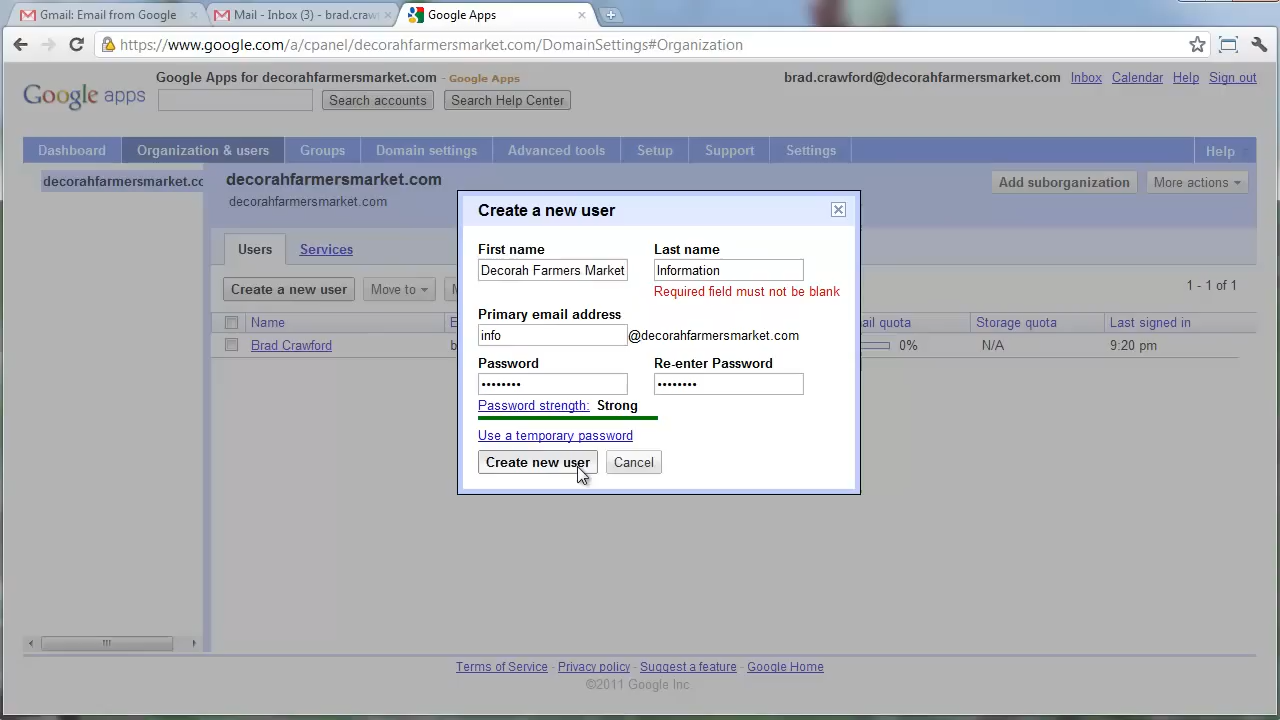 Gmail: Email from Google
Mail - Inbox (3) - brad.craw
Google Apps
https://www.google.com/a/cpanel/decorahfarmersmarket.com/DomainSettings#Organization
Google apps
Google Apps for decorahfarmersmarket.com - Google Apps
brad.crawford@decorahfarmersmarket.com Inbox Calendar Help Sign out
Search accounts
Search Help Center
Dashboard
Organization & users
Groups
Domain settings
Advanced tools
Setup
Support
Settings
Help
decorahfarmersmarket.co
decorahfarmersmarket.com
decorahfarmersmarket.com
Add suborganization
More actions
Users
Services
Create a new user
Move to
1 - 1 of 1
Name
ail quota
Storage quota
Last signed in
Brad Crawford
b
0%
N/A
9:20 pm
Create a new user
First name
Last name
Decorah Farmers Market
Information
Required field must not be blank
Primary email address
info
@decorahfarmersmarket.com
Password
Re-enter Password
••••••••
••••••••
Password strength: Strong
Use a temporary password
Create new user
Cancel
Terms of Service - Privacy policy - Suggest a feature - Google Home
©2011 Google Inc.